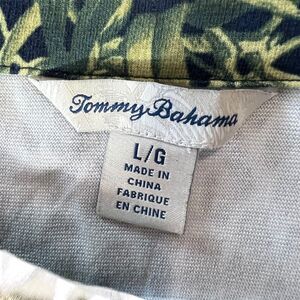 Tommy Bahama
L/G
MADE IN
CHINA
FABRIQUE
EN CHINE